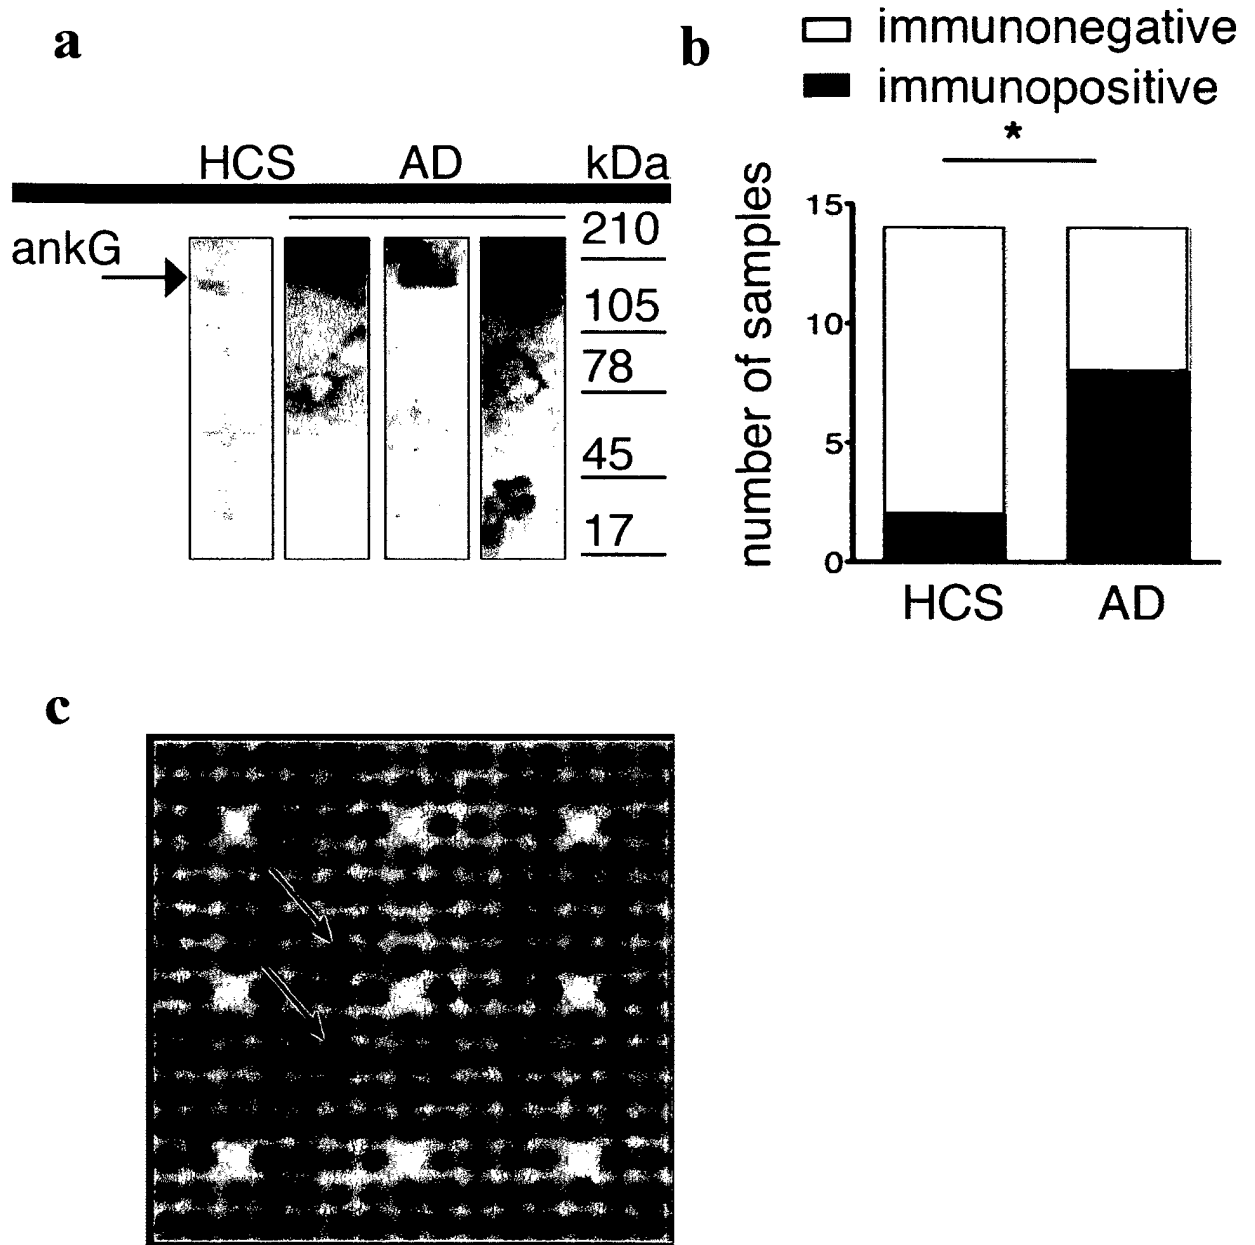 a
HCS AD kDa
ankG
210
105
78
45
17
b
immunonegative
immunopositive
*
number of samples
15
10
5
0
HCS AD
c